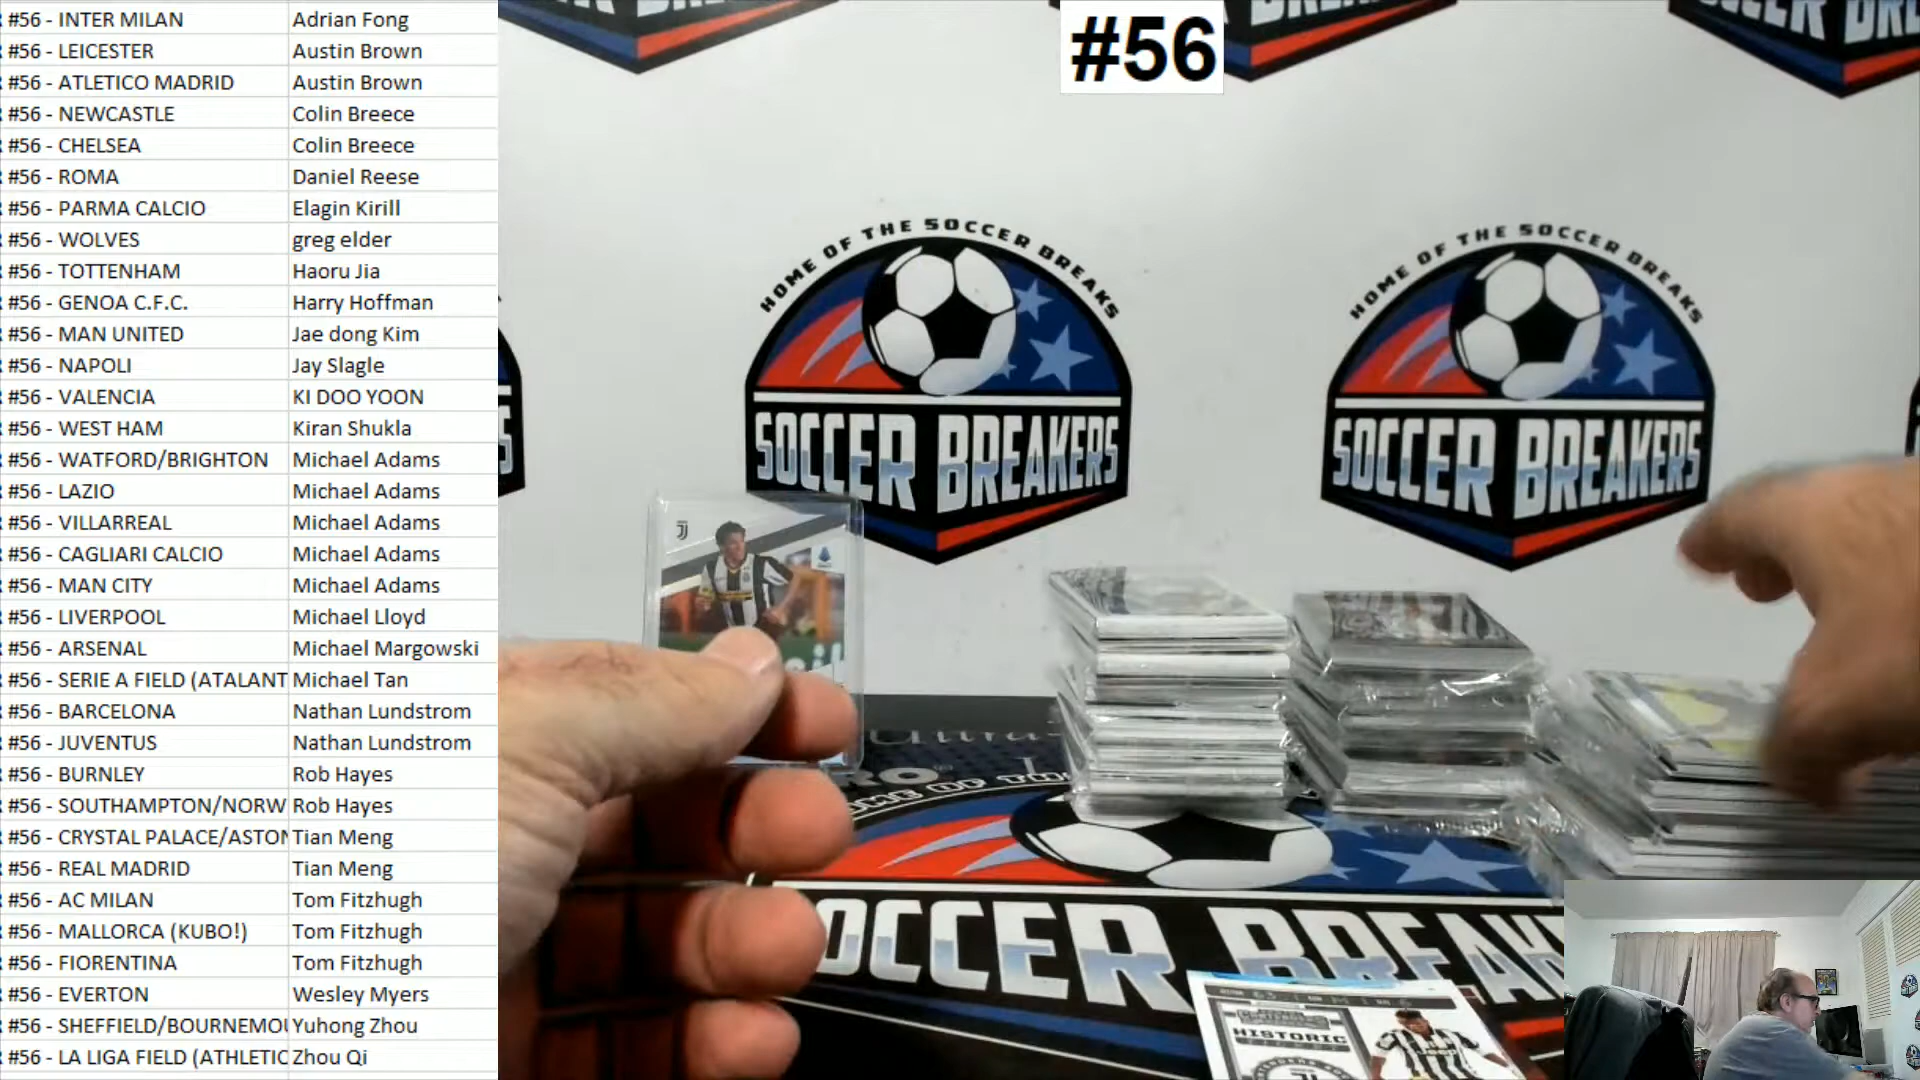 #56 - INTER MILAN Adrian Fong
#56 - LEICESTER Austin Brown
#56 - ATLETICO MADRID Austin Brown
#56 - NEWCASTLE Colin Breece
#56 - CHELSEA Colin Breece
#56 - ROMA Daniel Reese
#56 - PARMA CALCIO Elagin Kirill
#56 - WOLVES greg elder
#56 - TOTTENHAM Haoru Jia
#56 - GENOA C.F.C. Harry Hoffman
#56 - MAN UNITED Jae dong Kim
#56 - NAPOLI Jay Slagle
#56 - VALENCIA KI DOO YOON
#56 - WEST HAM Kiran Shukla
#56 - WATFORD/BRIGHTON Michael Adams
#56 - LAZIO Michael Adams
#56 - VILLARREAL Michael Adams
#56 - CAGLIARI CALCIO Michael Adams
#56 - MAN CITY Michael Adams
#56 - LIVERPOOL Michael Lloyd
#56 - ARSENAL Michael Margowski
#56 - SERIE A FIELD (ATALANT Michael Tan
#56 - BARCELONA Nathan Lundstrom
#56 - JUVENTUS Nathan Lundstrom
#56 - BURNLEY Rob Hayes
#56 - SOUTHAMPTON/NORW Rob Hayes
#56 - CRYSTAL PALACE/ASTON Tian Meng
#56 - REAL MADRID Tian Meng
#56 - AC MILAN Tom Fitzhugh
#56 - MALLORCA (KUBO!) Tom Fitzhugh
#56 - FIORENTINA Tom Fitzhugh
#56 - EVERTON Wesley Myers
#56 - SHEFFIELD/BOURNEMOU Yuhong Zhou
#56 - LA LIGA FIELD (ATHLETIC Zhou Qi
#56
HOME OF THE SOCCER BREAKS
SOCCER BREAKERS
HOME OF THE SOCCER BREAKS
SOCCER BREAKERS
SOCCER BREAKE
HISTORIC